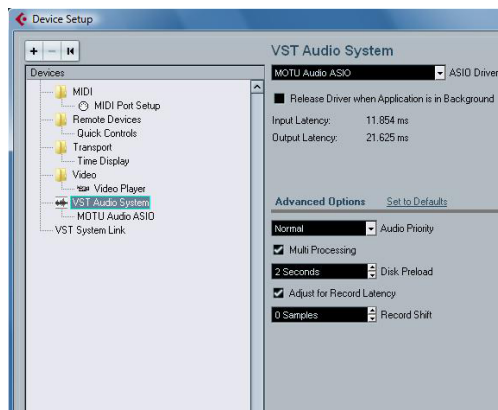 Device Setup
+ - 
Devices
MIDI
MIDI Port Setup
Remote Devices
Quick Controls
Transport
Time Display
Video
Video Player
VST Audio System
MOTU Audio ASIO
VST System Link
VST Audio System
MOTU Audio ASIO ASIO Driver
Release Driver when Application is in Background
Input Latency: 11.854 ms
Output Latency: 21.625 ms
Advanced Options Set to Defaults
Normal Audio Priority
Multi Processing
2 Seconds Disk Preload
Adjust for Record Latency
0 Samples Record Shift